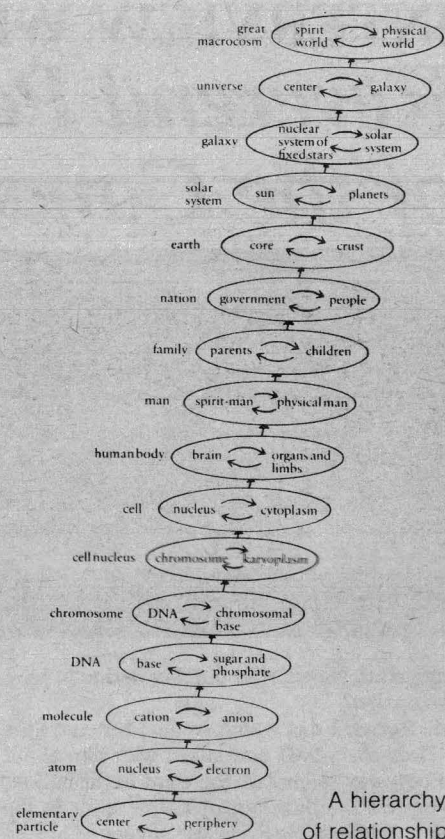 great
macrocosm
spirit
world
physical
world
universe
center
galaxy
galaxy
nuclear
system of
fixed stars
solar
system
solar
system
sun
planets
earth
core
crust
nation
government
people
family
parents
children
man
spirit-man
physical man
human body
brain
organs and
limbs
cell
nucleus
cytoplasm
cell nucleus
chromosome
karyoplasm
chromosome
DNA
chromosomal
base
DNA
base
sugar and
phosphate
molecule
cation
anion
atom
nucleus
electron
elementary
particle
center
periphery
A hierarchy
of relationship